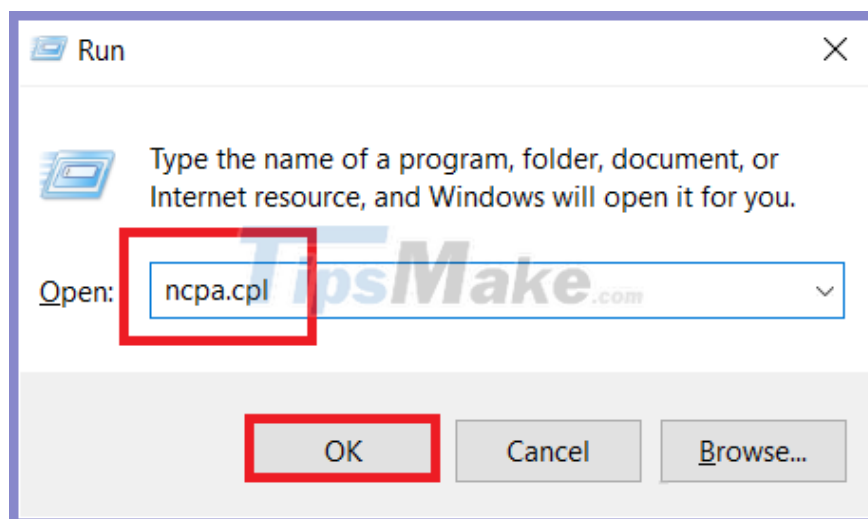 Run
Type the name of a program, folder, document, or
Internet resource, and Windows will open it for you.
TipsMake.com
Open: ncpa.cpl
OK Cancel Browse...